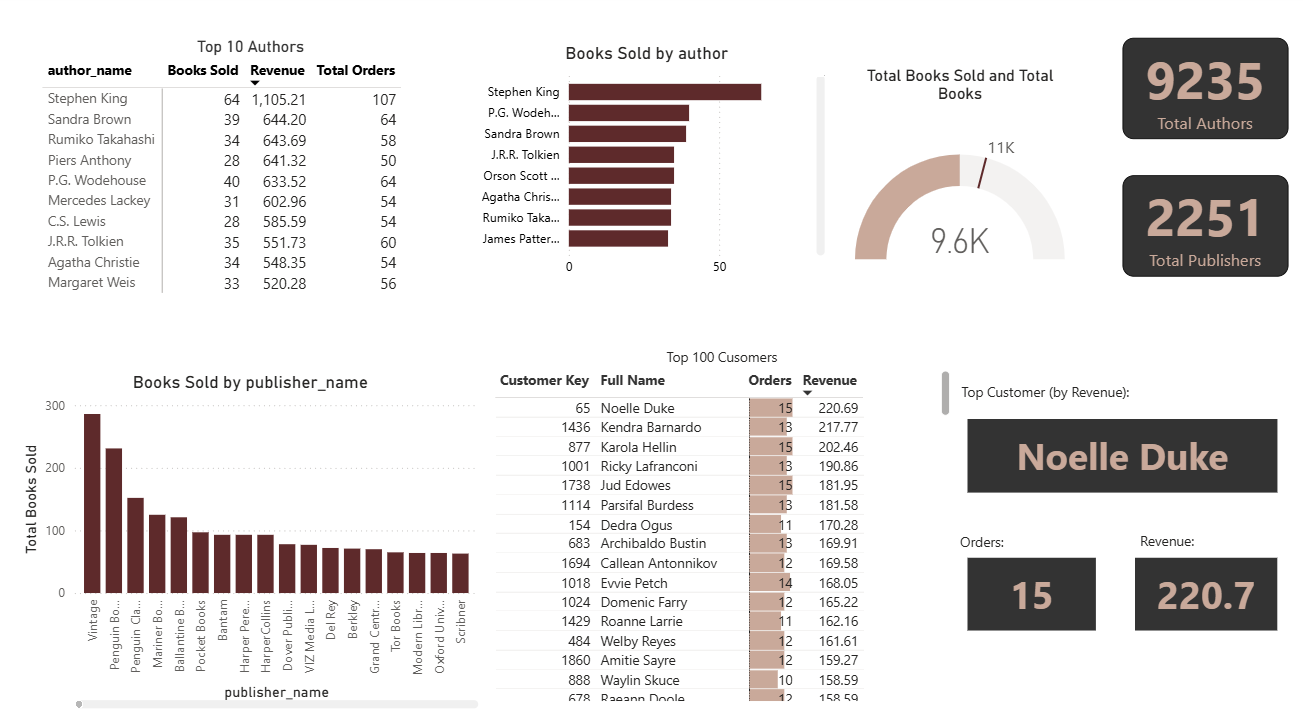 Top 10 Authors
author_name Books Sold Revenue Total Orders
Stephen King 64 1,105.21 107
Sandra Brown 39 644.20 64
Rumiko Takahashi 34 643.69 58
Piers Anthony 28 641.32 50
P.G. Wodehouse 40 633.52 64
Mercedes Lackey 31 602.96 54
C.S. Lewis 28 585.59 54
J.R.R. Tolkien 35 551.73 60
Agatha Christie 34 548.35 54
Margaret Weis 33 520.28 56
Books Sold by author
Stephen King
P.G. Wodeh...
Sandra Brown
J.R.R. Tolkien
Orson Scott ...
Agatha Chris...
Rumiko Taka...
James Patter...
0 50
Total Books Sold and Total
Books
11K
9.6K
9235
Total Authors
2251
Total Publishers
Books Sold by publisher_name
Total Books Sold
300
200
100
0
Vintage
Penguin Bo...
Penguin Cla...
Mariner Bo...
Ballantine B...
Pocket Books
Bantam
Harper Pere...
HarperCollins
Dover Publi...
VIZ Media L...
Del Rey
Berkley
Grand Centr...
Tor Books
Modern Libr...
Oxford Univ...
Scribner
publisher_name
Top 100 Cusomers
Customer Key Full Name Orders Revenue
65 Noelle Duke 15 220.69
1436 Kendra Barnardo 13 217.77
877 Karola Hellin 15 202.46
1001 Ricky Lafranconi 13 190.86
1738 Jud Edowes 15 181.95
1114 Parsifal Burdess 13 181.58
154 Dedra Ogus 11 170.28
683 Archibaldo Bustin 13 169.91
1694 Callean Antonnikov 12 169.58
1018 Evvie Petch 14 168.05
1024 Domenic Farry 12 165.22
1429 Roanne Larrie 11 162.16
484 Welby Reyes 12 161.61
1860 Amitie Sayre 12 159.27
888 Waylin Skuce 10 158.59
678 Raeann Doole 12 158.59
Top Customer (by Revenue):
Noelle Duke
Orders:
15
Revenue:
220.7